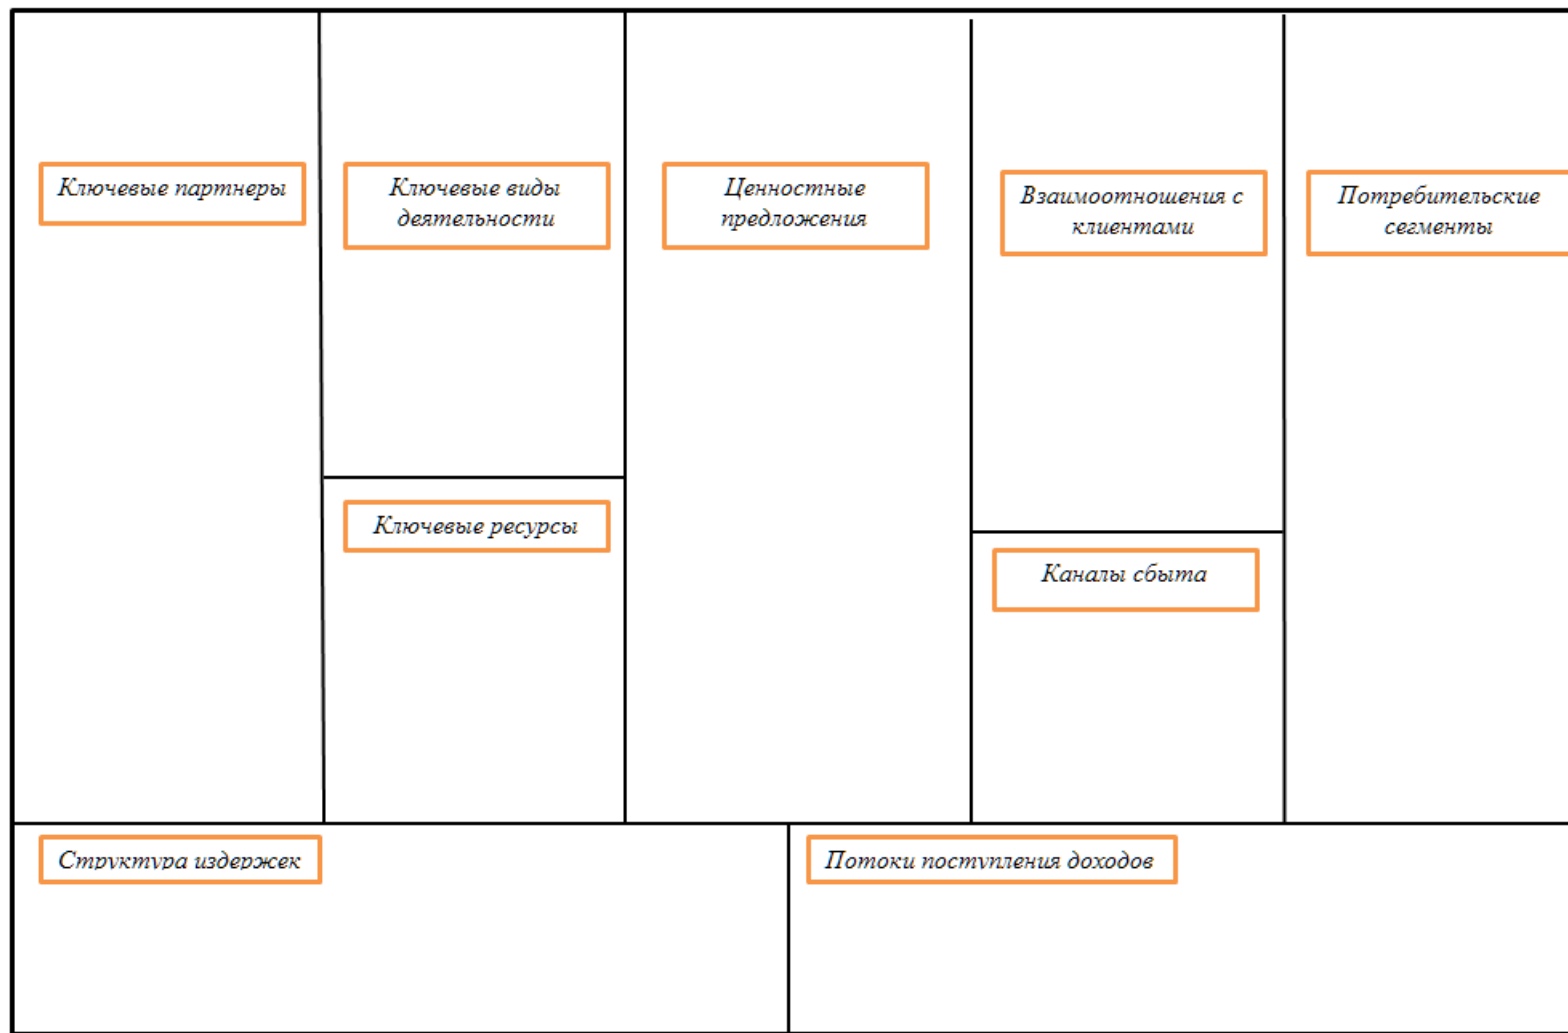 Ключевые партнеры
Ключевые виды
деятельности
Ценностные
предложения
Взаимоотношения с
клиентами
Потребительские
сегменты
Ключевые ресурсы
Каналы сбыта
Структура издержек
Потоки поступления доходов